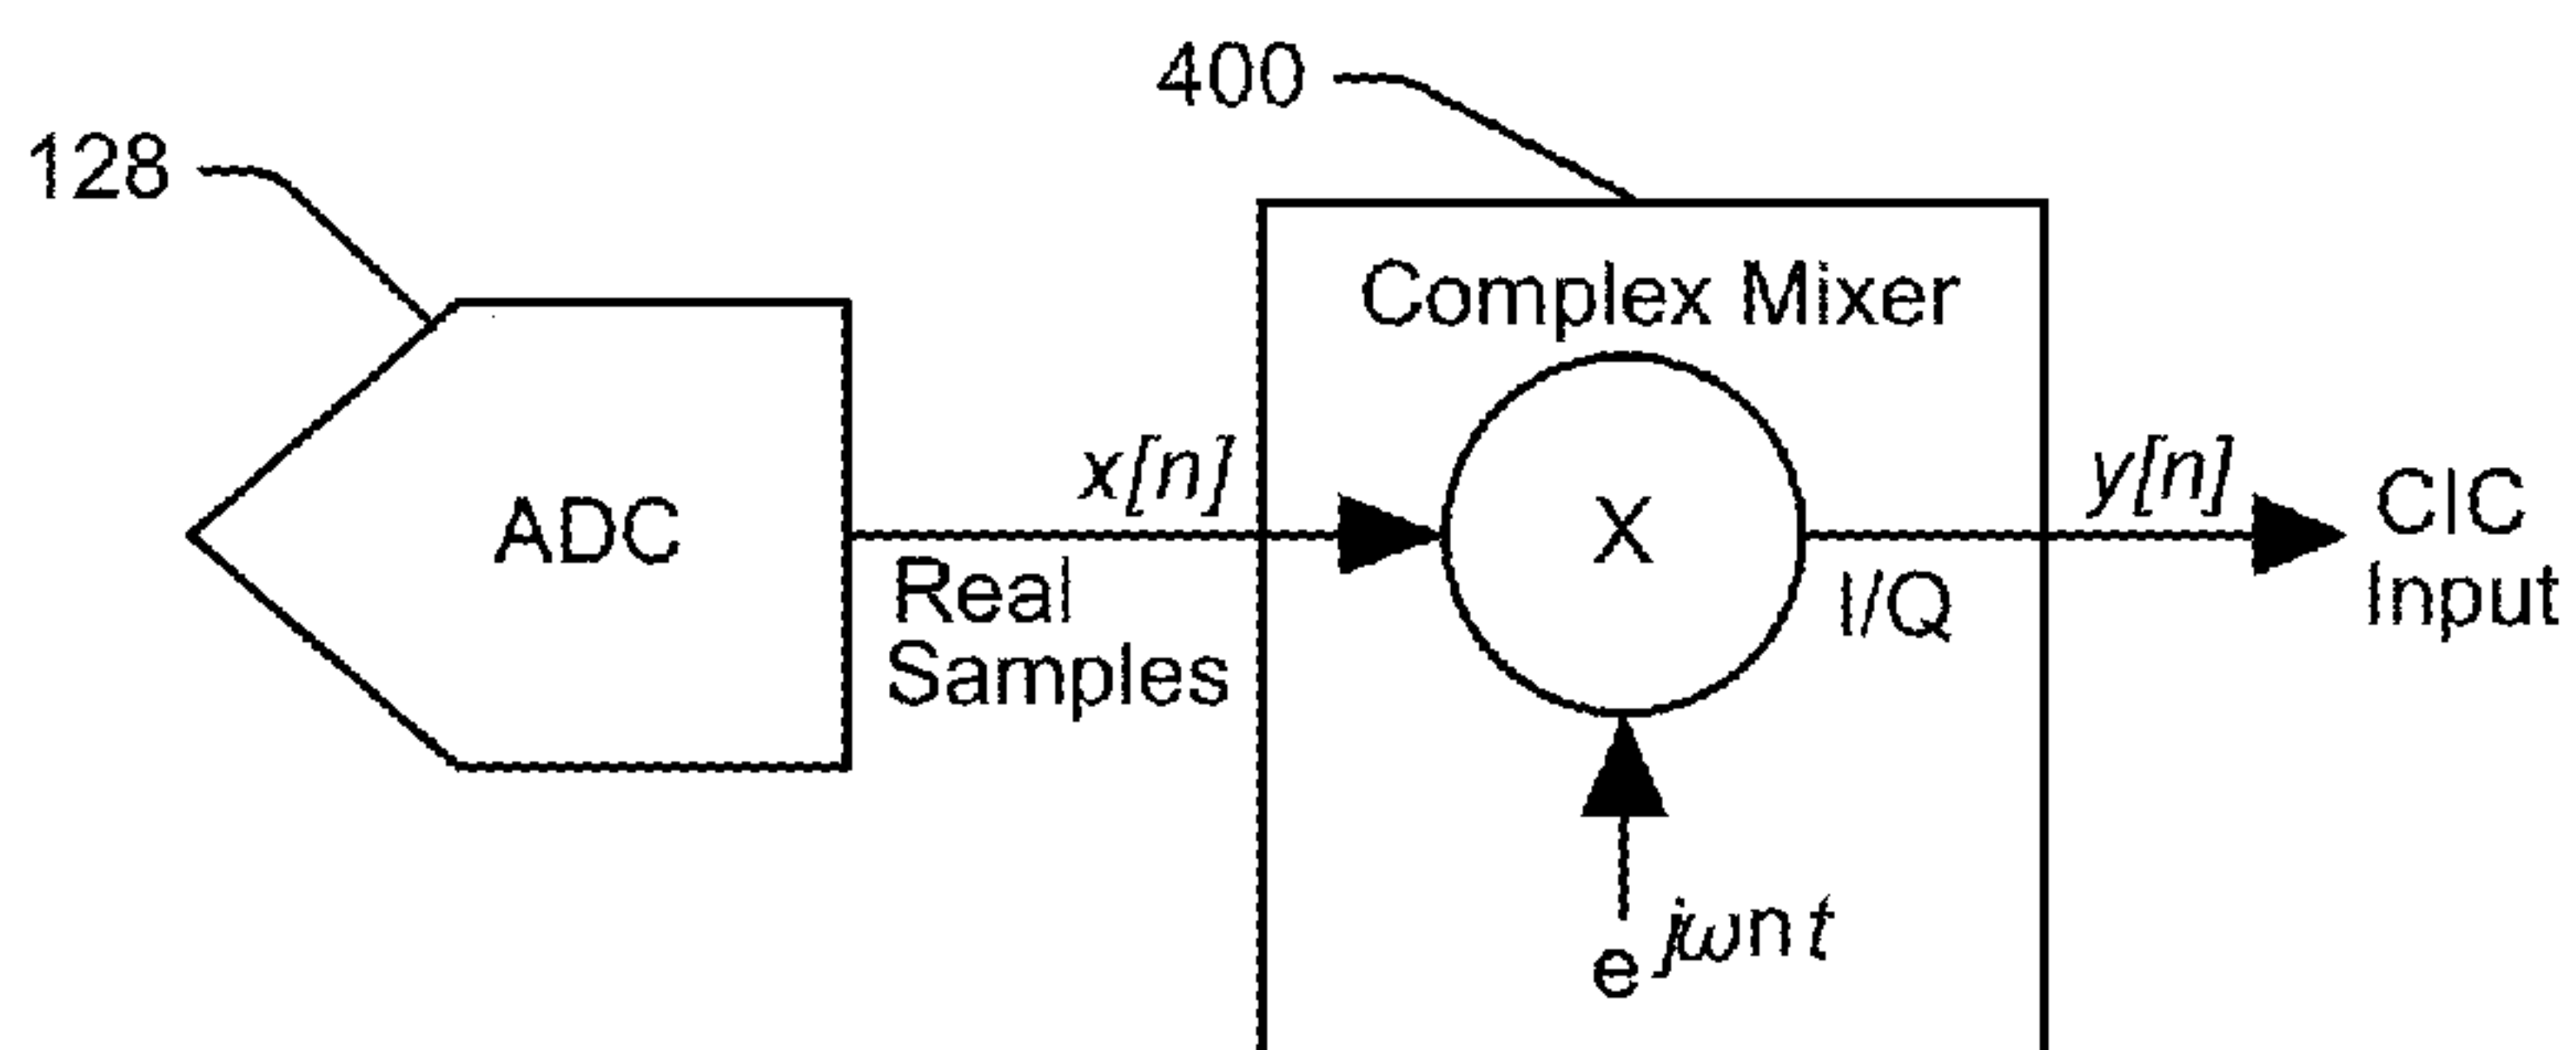 400
128
Complex Mixer
x[n]
y[n]
ADC
X
CIC
Input
Real
Samples
I/Q
e jωnt